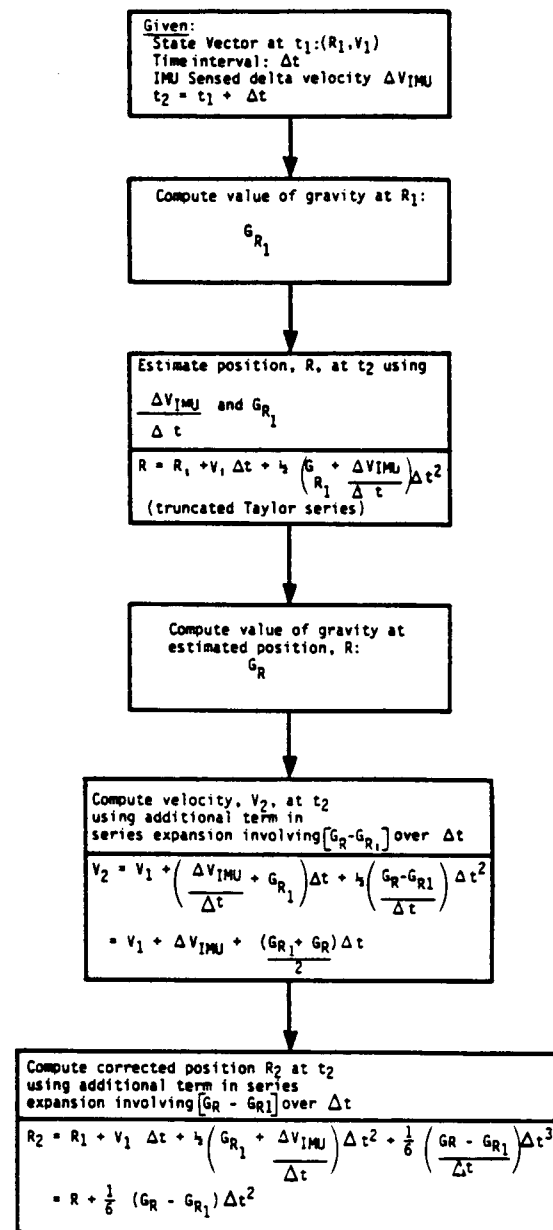 Given:
State Vector at t₁:(R₁,V₁)
Time interval: Δt
IMU Sensed delta velocity ΔV_IMU
t₂ = t₁ + Δt
Compute value of gravity at R₁:
G_R₁
Estimate position, R, at t₂ using
ΔV_IMU / Δt and G_R₁
R = R₁ + V₁ Δt + ½ (G_R₁ + ΔV_IMU / Δt) Δt²
(truncated Taylor series)
Compute value of gravity at
estimated position, R:
G_R
Compute velocity, V₂, at t₂
using additional term in
series expansion involving [G_R-G_R₁] over Δt
V₂ = V₁ + (ΔV_IMU / Δt + G_R₁) Δt + ½ (G_R-G_R1 / Δt) Δt²
= V₁ + ΔV_IMU + (G_R₁ + G_R) / 2 Δt
Compute corrected position R₂ at t₂
using additional term in series
expansion involving [G_R - G_R1] over Δt
R₂ = R₁ + V₁ Δt + ½ (G_R₁ + ΔV_IMU / Δt) Δt² + 1/6 (G_R - G_R₁ / Δt) Δt³
= R + 1/6 (G_R - G_R₁) Δt²